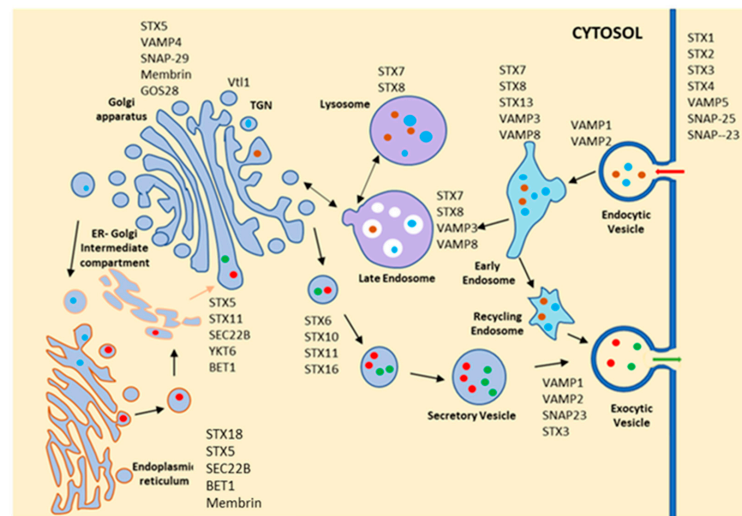 CYTOSOL
STX5
VAMP4
SNAP-29
Membrin
GOS28
Golgi
apparatus
Vtl1
TGN
Lysosome
STX7
STX8
STX7
STX8
STX13
VAMP3
VAMP8
VAMP1
VAMP2
STX1
STX2
STX3
STX4
VAMP5
SNAP-25
SNAP--23
Endocytic
Vesicle
STX7
STX8
VAMP3
VAMP8
Late Endosome
Early
Endosome
ER- Golgi
Intermediate
compartment
STX5
STX11
SEC22B
YKT6
BET1
STX6
STX10
STX11
STX16
Recycling
Endosome
Secretory Vesicle
VAMP1
VAMP2
SNAP23
STX3
Exocytic
Vesicle
Endoplasmic
reticulum
STX18
STX5
SEC22B
BET1
Membrin